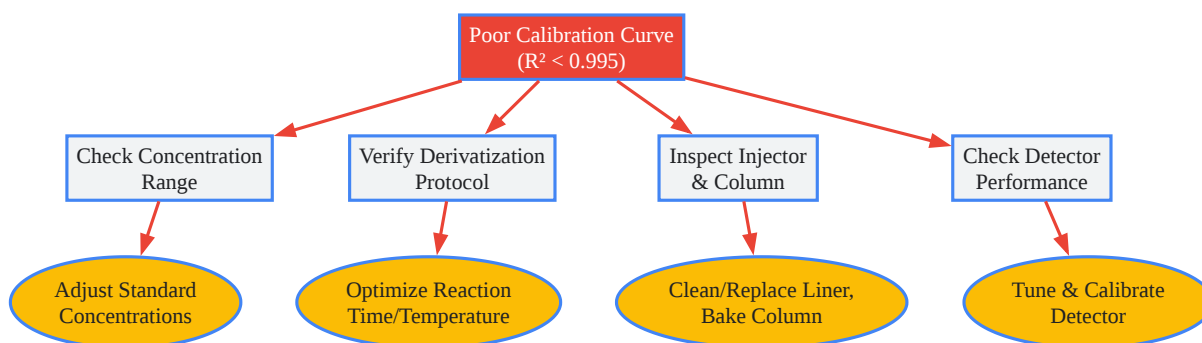 Poor Calibration Curve
(R² < 0.995)
Check Concentration
Range
Verify Derivatization
Protocol
Inspect Injector
& Column
Check Detector
Performance
Adjust Standard
Concentrations
Optimize Reaction
Time/Temperature
Clean/Replace Liner,
Bake Column
Tune & Calibrate
Detector